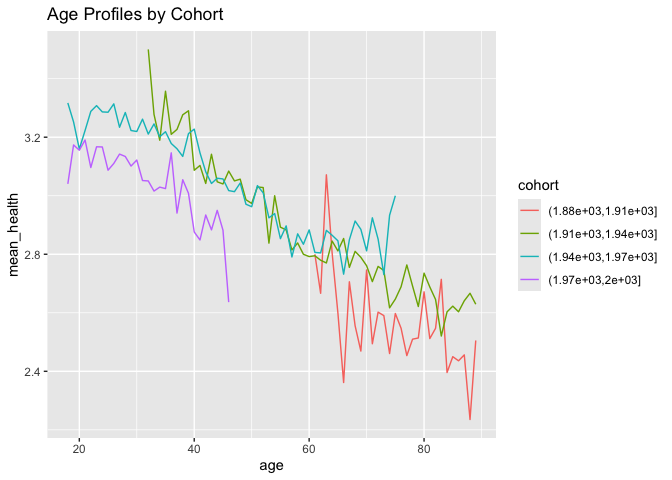 Age Profiles by Cohort
mean_health
3.2
2.8
2.4
20
40
60
80
age
cohort
(1.88e+03,1.91e+03]
(1.91e+03,1.94e+03]
(1.94e+03,1.97e+03]
(1.97e+03,2e+03]